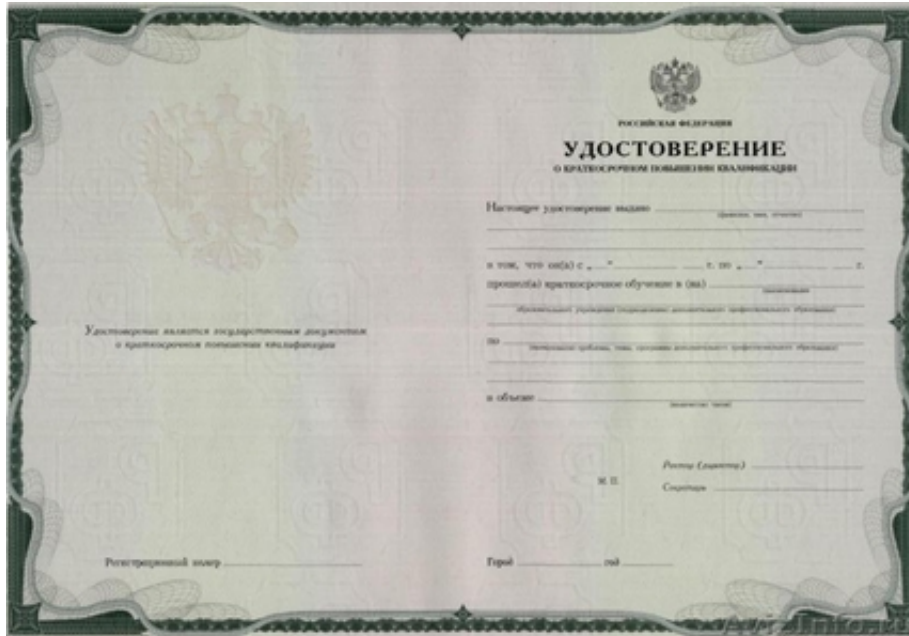 Удостоверение является государственным документом
о краткосрочном повышении квалификации
Регистрационный номер
РОССИЙСКАЯ ФЕДЕРАЦИЯ
УДОСТОВЕРЕНИЕ
О КРАТКОСРОЧНОМ ПОВЫШЕНИИ КВАЛИФИКАЦИИ
Настоящее удостоверение выдано
(фамилия, имя, отчество)
в том, что он(а) с „ " г. по „ " г.
прошел(а) краткосрочное обучение в (на)
(наименование
образовательного учреждения (подразделения) дополнительного профессионального образования)
по
(наименование проблемы, темы, программы дополнительного профессионального образования)
в объеме
(количество часов)
Ректор (директор)
М. П.
Секретарь
Город год
AvizInfo.ru